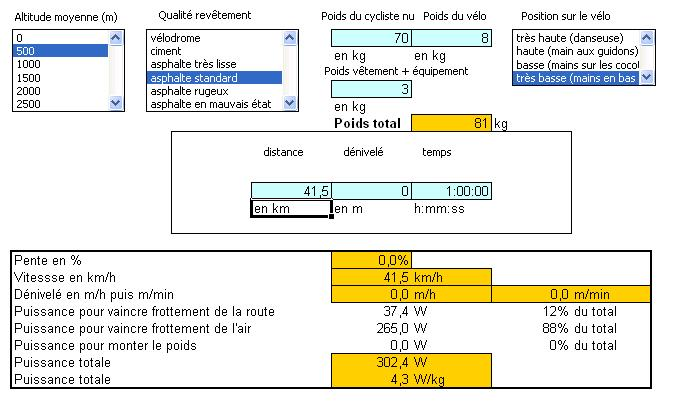 Altitude moyenne (m) Qualité revêtement Poids du cycliste nu Poids du vélo Position sur le vélo
0
500
1000
1500
2000
2500
vélodrome
ciment
asphalte très lisse
asphalte standard
asphalte rugeux
asphalte en mauvais état
70 8
en kg en kg
Poids vêtement + équipement
3
en kg
Poids total 81 kg
très haute (danseuse)
haute (main aux guidons)
basse (mains sur les cocot
très basse (mains en bas
distance dénivelé temps
41,5 0 1:00:00
en km en m h:mm:ss
Pente en % 0,0%
Vitessse en km/h 41,5 km/h
Dénivelé en m/h puis m/min 0,0 m/h 0,0 m/min
Puissance pour vaincre frottement de la route 37,4 W 12% du total
Puissance pour vaincre frottement de l'air 265,0 W 88% du total
Puissance pour monter le poids 0,0 W 0% du total
Puissance totale 302,4 W
Puissance totale 4,3 W/kg